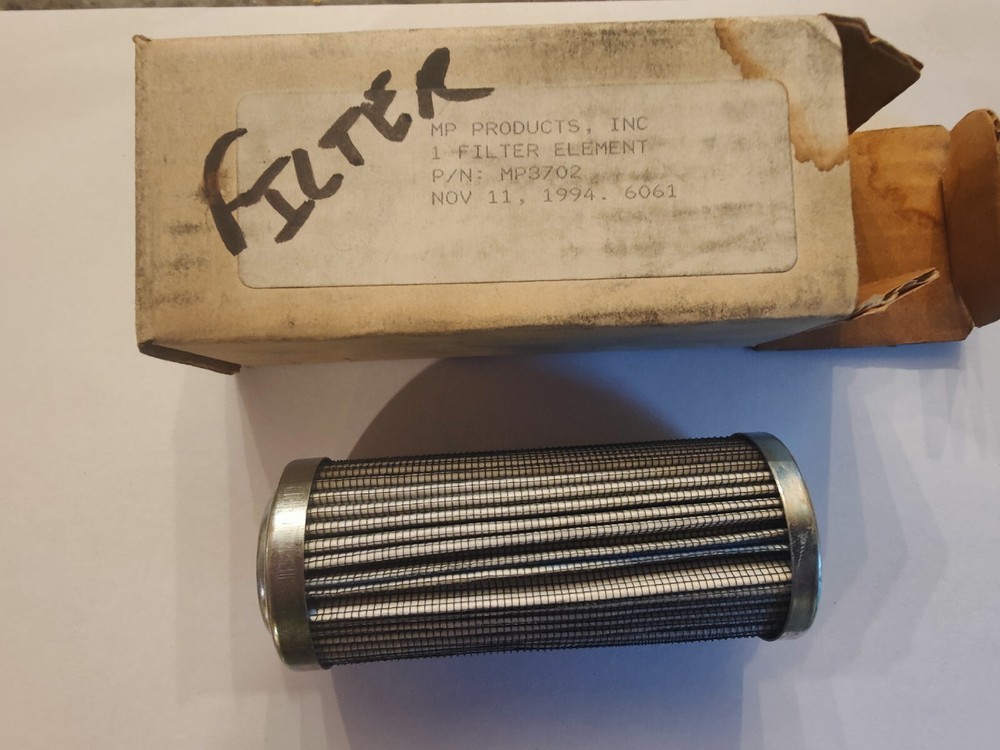 FILTER
MP PRODUCTS, INC
1 FILTER ELEMENT
P/N: MP3702
NOV 11, 1994. 6061